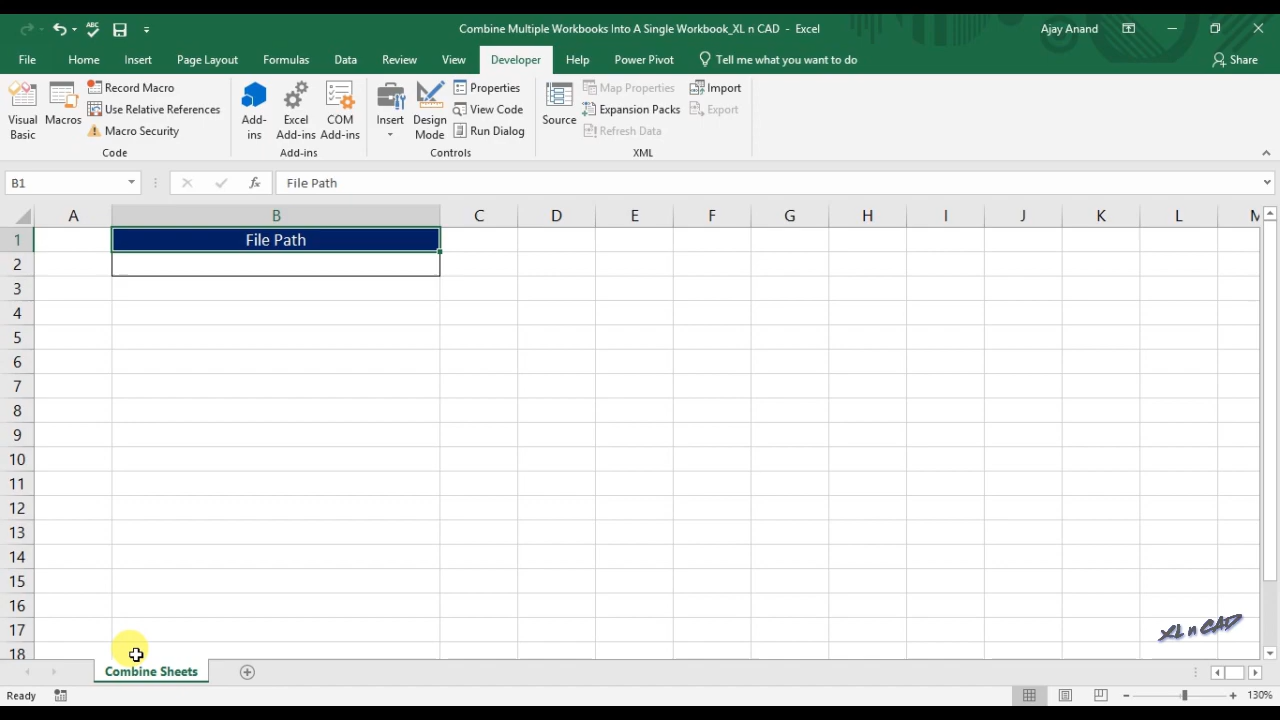 ABC
Combine Multiple Workbooks Into A Single Workbook_XL n CAD - Excel
Ajay Anand
File Home Insert Page Layout Formulas Data Review View Developer Help Power Pivot Tell me what you want to do Share
Visual Basic
Macros
Record Macro
Use Relative References
Macro Security
Code
Add-ins
Excel Add-ins
COM Add-ins
Add-ins
Insert
Design Mode
Properties
View Code
Run Dialog
Controls
Source
Map Properties
Expansion Packs
Refresh Data
Import
Export
XML
B1 fx File Path
A B C D E F G H I J K L M
1 File Path
2
3
4
5
6
7
8
9
10
11
12
13
14
15
16
17
XL n CAD
18
Combine Sheets
Ready 130%